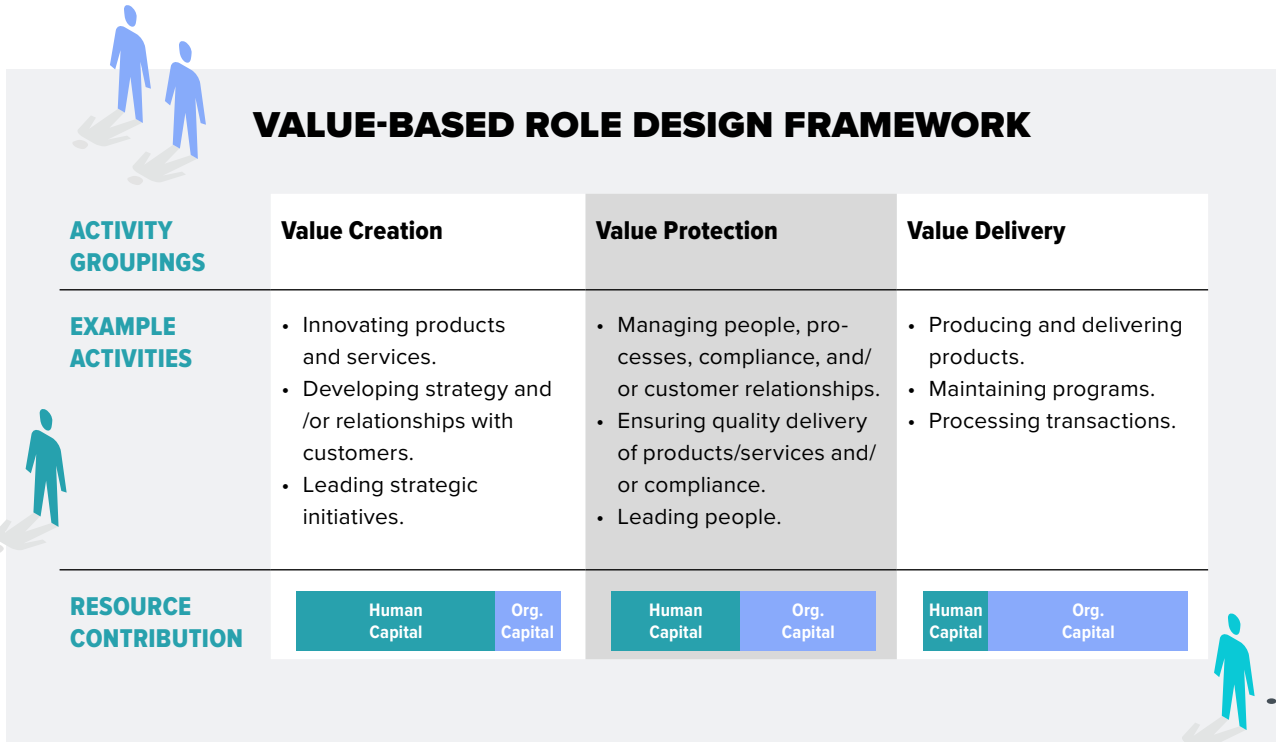 VALUE-BASED ROLE DESIGN FRAMEWORK
ACTIVITY
GROUPINGS
Value Creation
Value Protection
Value Delivery
EXAMPLE
ACTIVITIES
• Innovating products
and services.
• Developing strategy and
/or relationships with
customers.
• Leading strategic
initiatives.
• Managing people, pro-
cesses, compliance, and/
or customer relationships.
• Ensuring quality delivery
of products/services and/
or compliance.
• Leading people.
• Producing and delivering
products.
• Maintaining programs.
• Processing transactions.
RESOURCE
CONTRIBUTION
Human
Capital
Org.
Capital
Human
Capital
Org.
Capital
Human
Capital
Org.
Capital